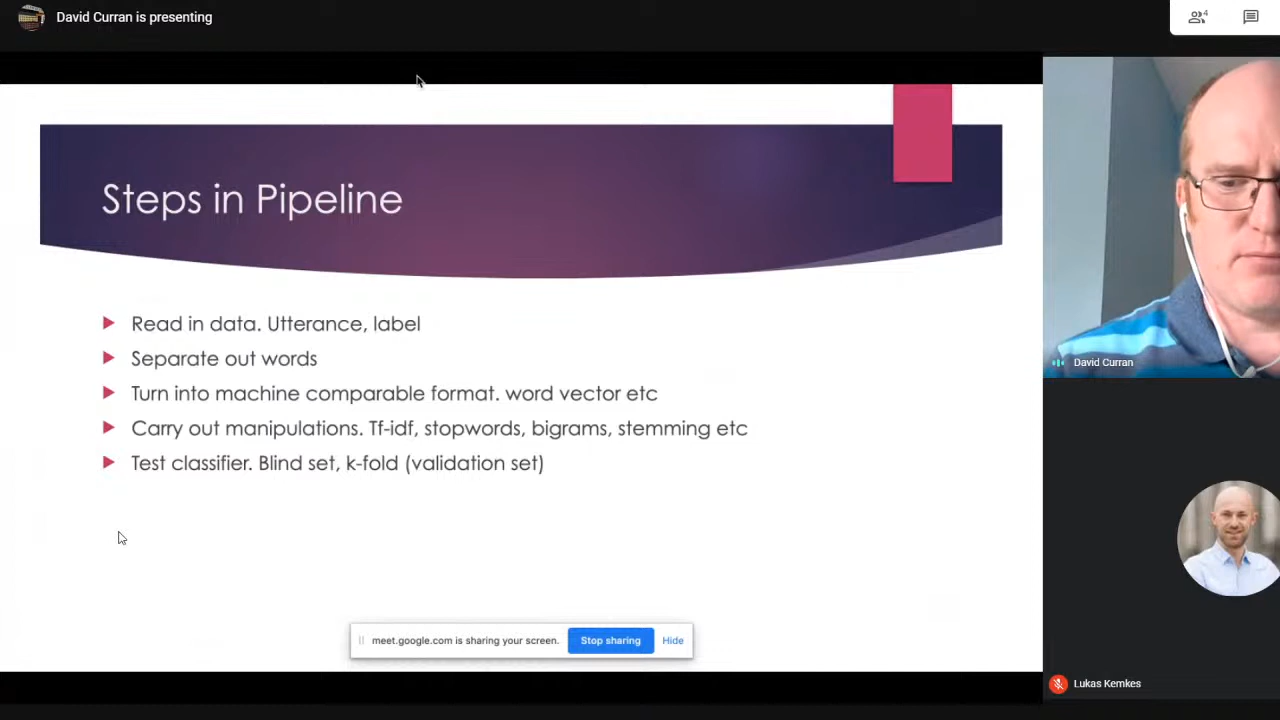 David Curran is presenting
4
Steps in Pipeline
Read in data. Utterance, label
Separate out words
Turn into machine comparable format. word vector etc
Carry out manipulations. Tf-idf, stopwords, bigrams, stemming etc
Test classifier. Blind set, k-fold (validation set)
David Curran
meet.google.com is sharing your screen. Stop sharing Hide
Lukas Kemkes